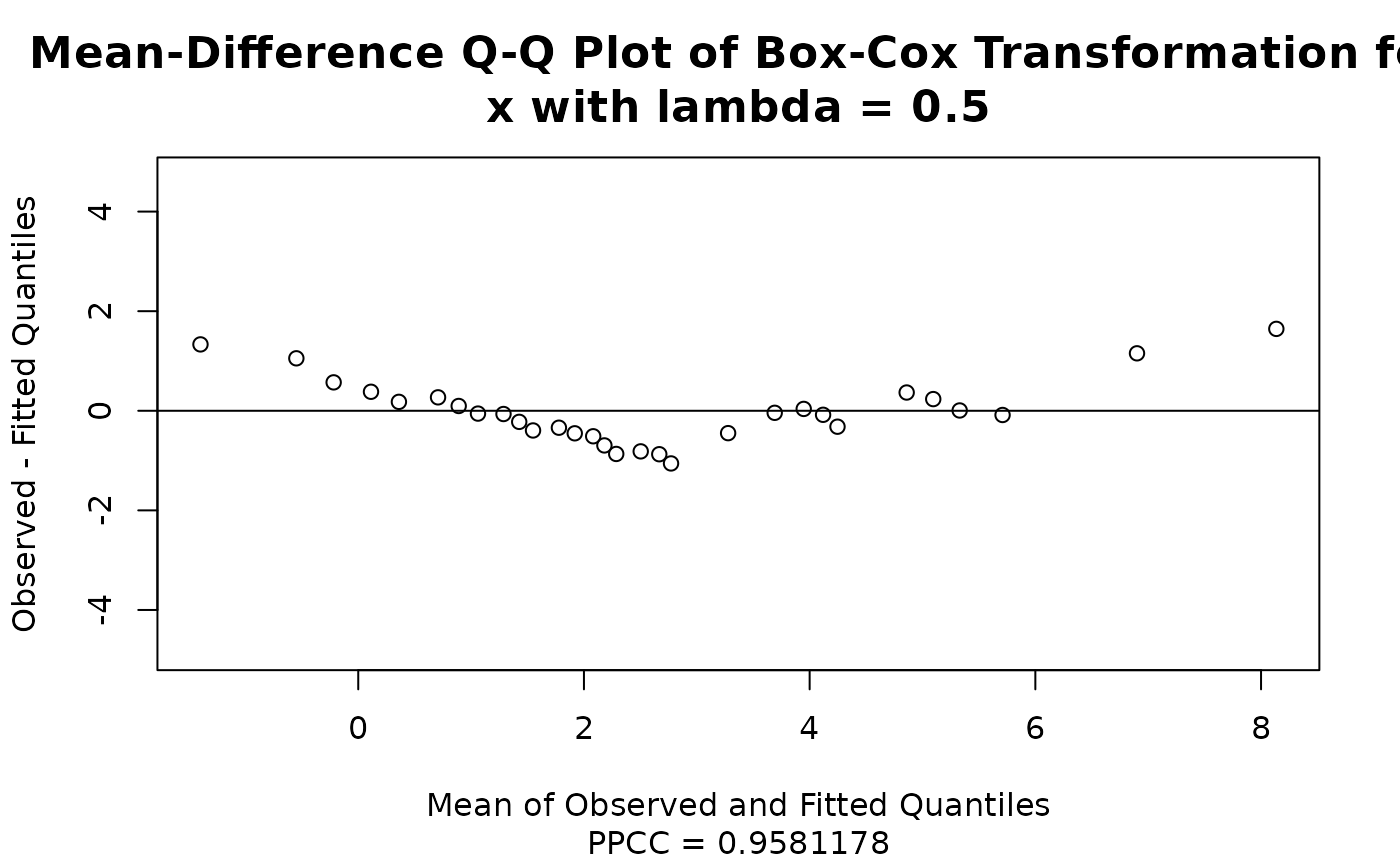 Mean-Difference Q-Q Plot of Box-Cox Transformation
x with lambda = 0.5
Observed - Fitted Quantiles
4
2
0
-2
-4
0 2 4 6 8
Mean of Observed and Fitted Quantiles
PPCC = 0.9581178